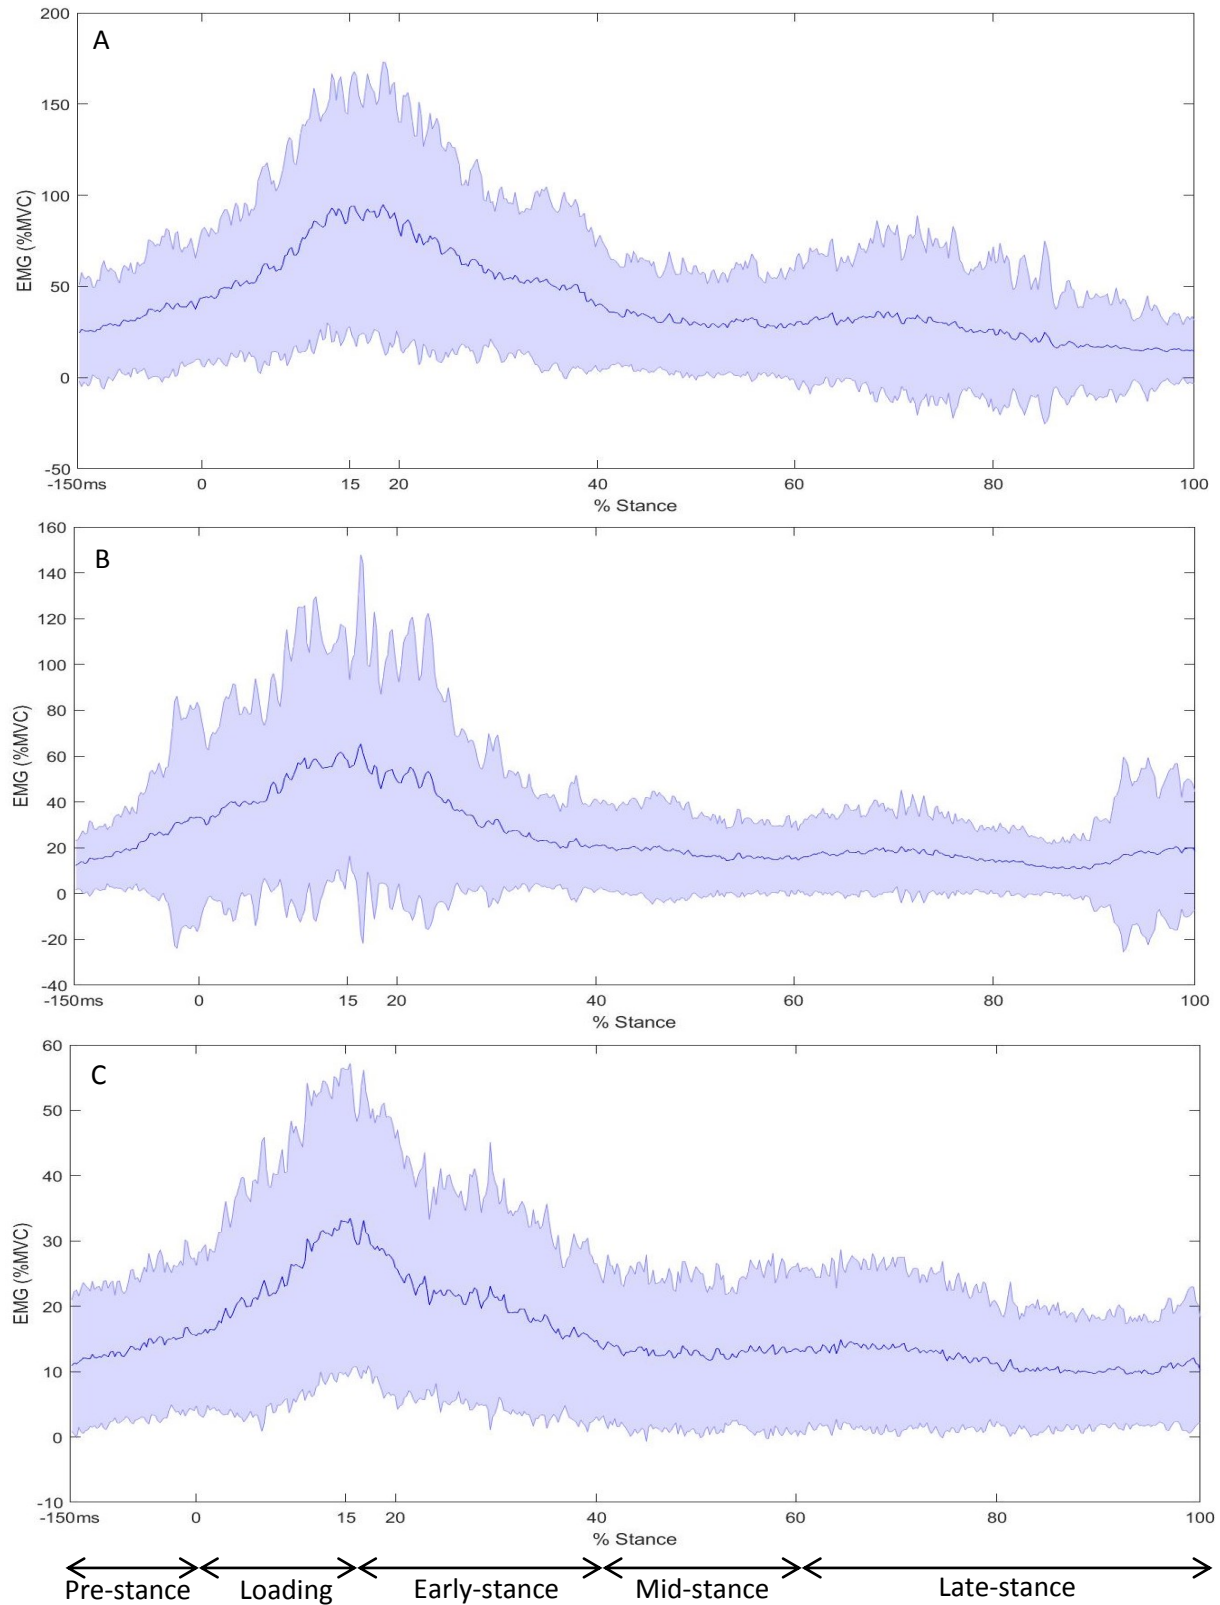 A
200
150
100
50
0
-50
EMG (%MVC)
-150ms 0 15 20 40 60 80 100
% Stance
B
160
140
120
100
80
60
40
20
0
-20
-40
EMG (%MVC)
-150ms 0 15 20 40 60 80 100
% Stance
C
60
50
40
30
20
10
0
-10
EMG (%MVC)
-150ms 0 15 20 40 60 80 100
% Stance
Pre-stance Loading Early-stance Mid-stance Late-stance